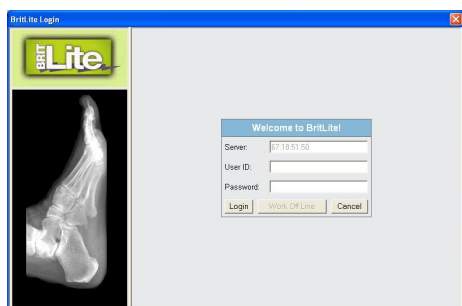 BritLite Login
BRIT Lite
Welcome to BritLite!
Server: 67.18.51.50
User ID:
Password:
Login Work Off Line Cancel